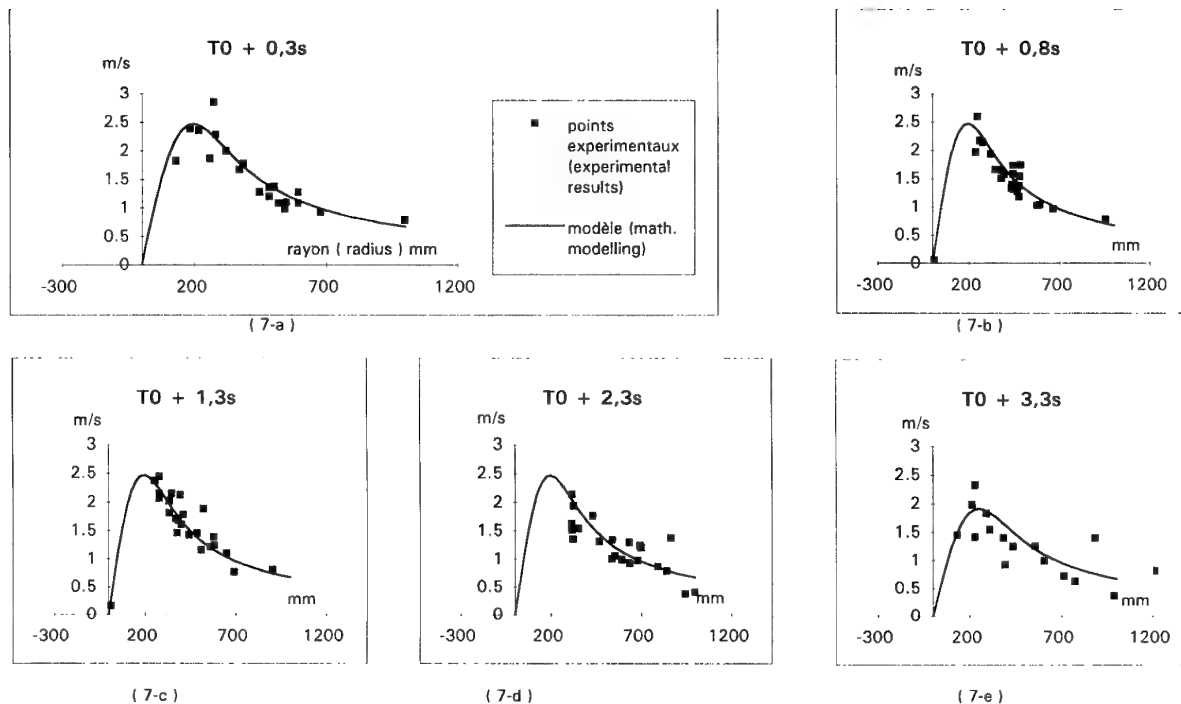 T0 + 0,3s
m/s
3
2.5
2
1.5
1
0.5
0
rayon ( radius ) mm
-300 200 700 1200
points
experimentaux
(experimental
results)
modèle (math.
modelling)
( 7-a )
T0 + 0,8s
m/s
3
2.5
2
1.5
1
0.5
0
mm
-300 200 700 1200
( 7-b )
T0 + 1,3s
m/s
3
2.5
2
1.5
1
0.5
0
mm
-300 200 700 1200
( 7-c )
T0 + 2,3s
m/s
3
2.5
2
1.5
1
0.5
0
mm
-300 200 700 1200
( 7-d )
T0 + 3,3s
m/s
3
2.5
2
1.5
1
0.5
0
mm
-300 200 700 1200
( 7-e )